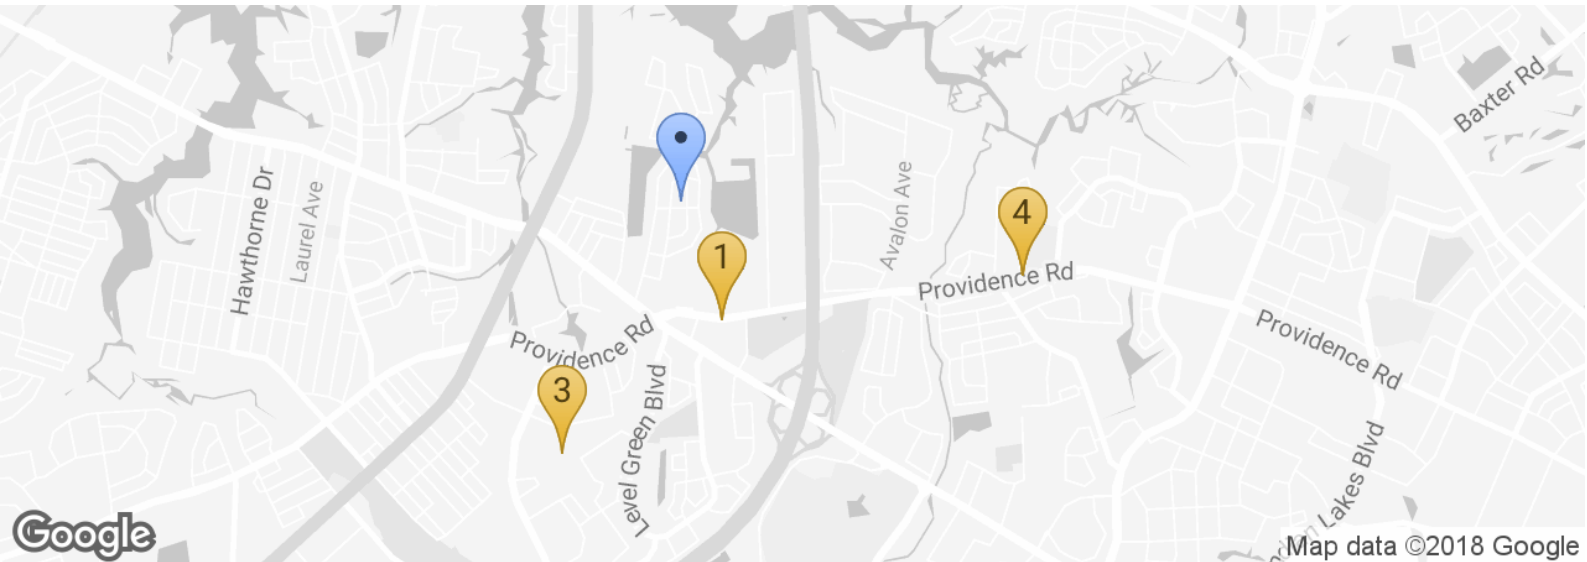 Baxter Rd
Hawthorne Dr
Laurel Ave
Avalon Ave
4
1
Providence Rd
Providence Rd
Providence Rd
3
Level Green Blvd
Lakes Blvd
Google
Map data ©2018 Google